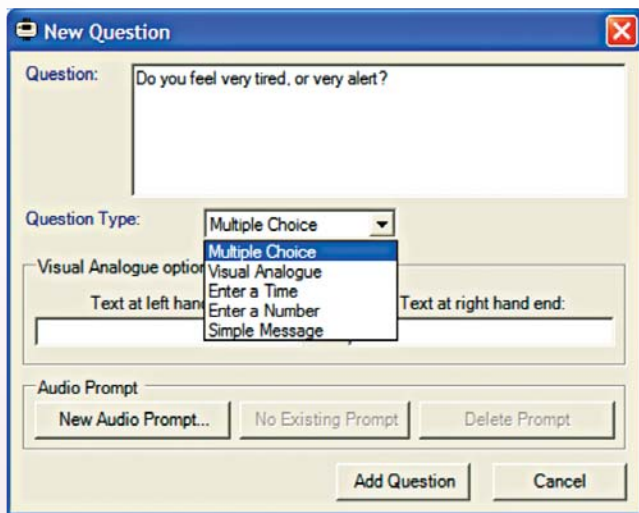 New Question
Question: Do you feel very tired, or very alert?
Question Type: Multiple Choice
Multiple Choice
Visual Analogue
Enter a Time
Enter a Number
Simple Message
Visual Analogue option
Text at left hand Text at right hand end:
Audio Prompt
New Audio Prompt... No Existing Prompt Delete Prompt
Add Question Cancel